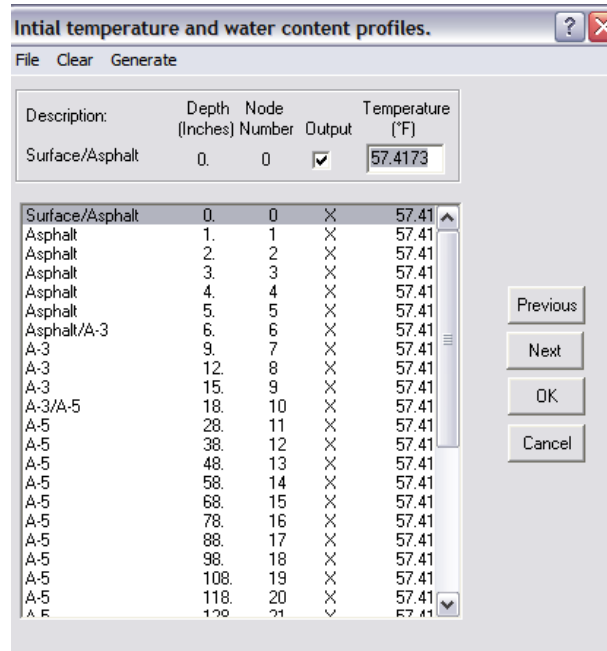 Intial temperature and water content profiles.
File Clear Generate
Description: Depth (Inches) Node Number Output Temperature (°F)
Surface/Asphalt 0. 0 57.4173
Surface/Asphalt 0. 0 X 57.41
Asphalt 1. 1 X 57.41
Asphalt 2. 2 X 57.41
Asphalt 3. 3 X 57.41
Asphalt 4. 4 X 57.41
Asphalt 5. 5 X 57.41
Asphalt/A-3 6. 6 X 57.41
A-3 9. 7 X 57.41
A-3 12. 8 X 57.41
A-3 15. 9 X 57.41
A-3/A-5 18. 10 X 57.41
A-5 28. 11 X 57.41
A-5 38. 12 X 57.41
A-5 48. 13 X 57.41
A-5 58. 14 X 57.41
A-5 68. 15 X 57.41
A-5 78. 16 X 57.41
A-5 88. 17 X 57.41
A-5 98. 18 X 57.41
A-5 108. 19 X 57.41
A-5 118. 20 X 57.41
Previous
Next
OK
Cancel